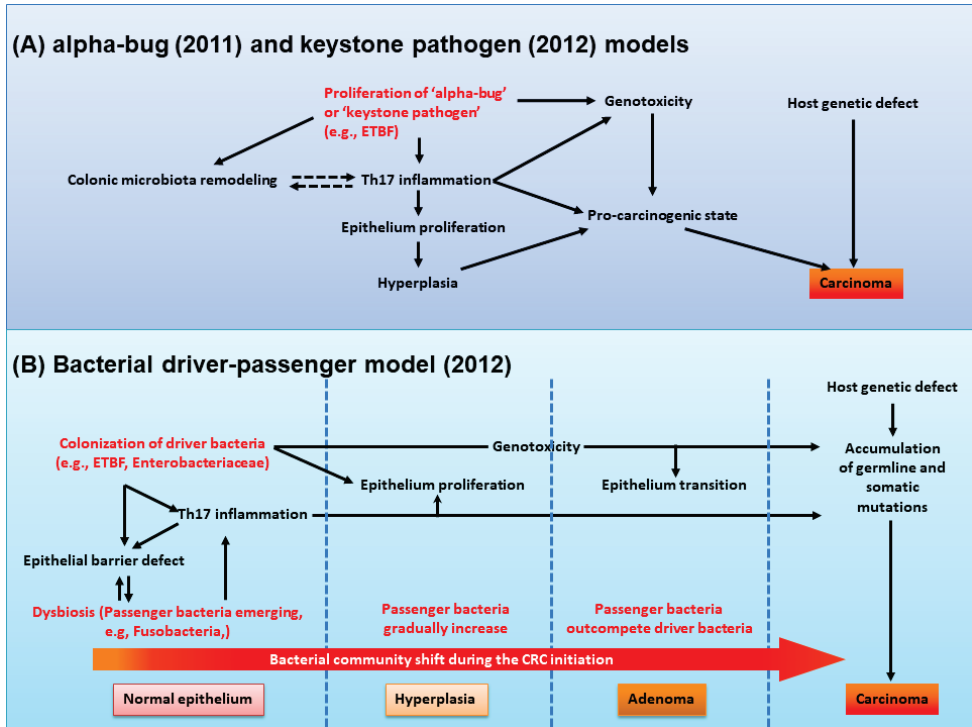 (A) alpha-bug (2011) and keystone pathogen (2012) models
Proliferation of 'alpha-bug'
or 'keystone pathogen'
(e.g., ETBF)
Genotoxicity
Host genetic defect
Colonic microbiota remodeling
Th17 inflammation
Pro-carcinogenic state
Epithelium proliferation
Hyperplasia
Carcinoma
(B) Bacterial driver-passenger model (2012)
Host genetic defect
Colonization of driver bacteria
(e.g., ETBF, Enterobacteriaceae)
Genotoxicity
Accumulation
of germline and
somatic
mutations
Epithelium proliferation
Epithelium transition
Th17 inflammation
Epithelial barrier defect
Dysbiosis (Passenger bacteria emerging,
e.g, Fusobacteria,)
Passenger bacteria
gradually increase
Passenger bacteria
outcompete driver bacteria
Bacterial community shift during the CRC initiation
Normal epithelium
Hyperplasia
Adenoma
Carcinoma